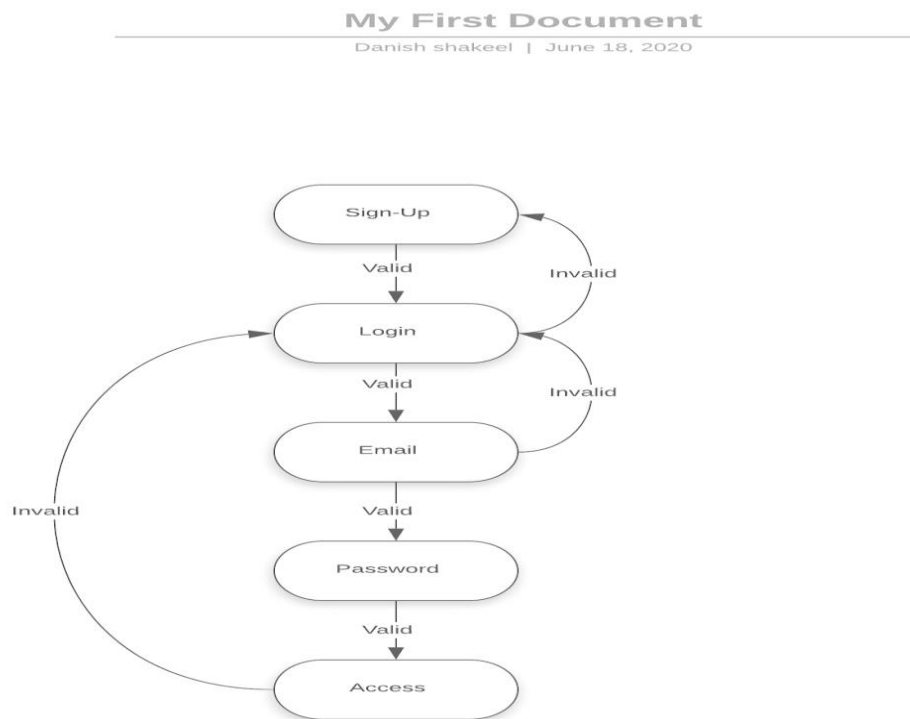 My First Document
Danish shakeel | June 18, 2020
Sign-Up
Valid
Invalid
Login
Valid
Invalid
Email
Invalid
Valid
Password
Valid
Access